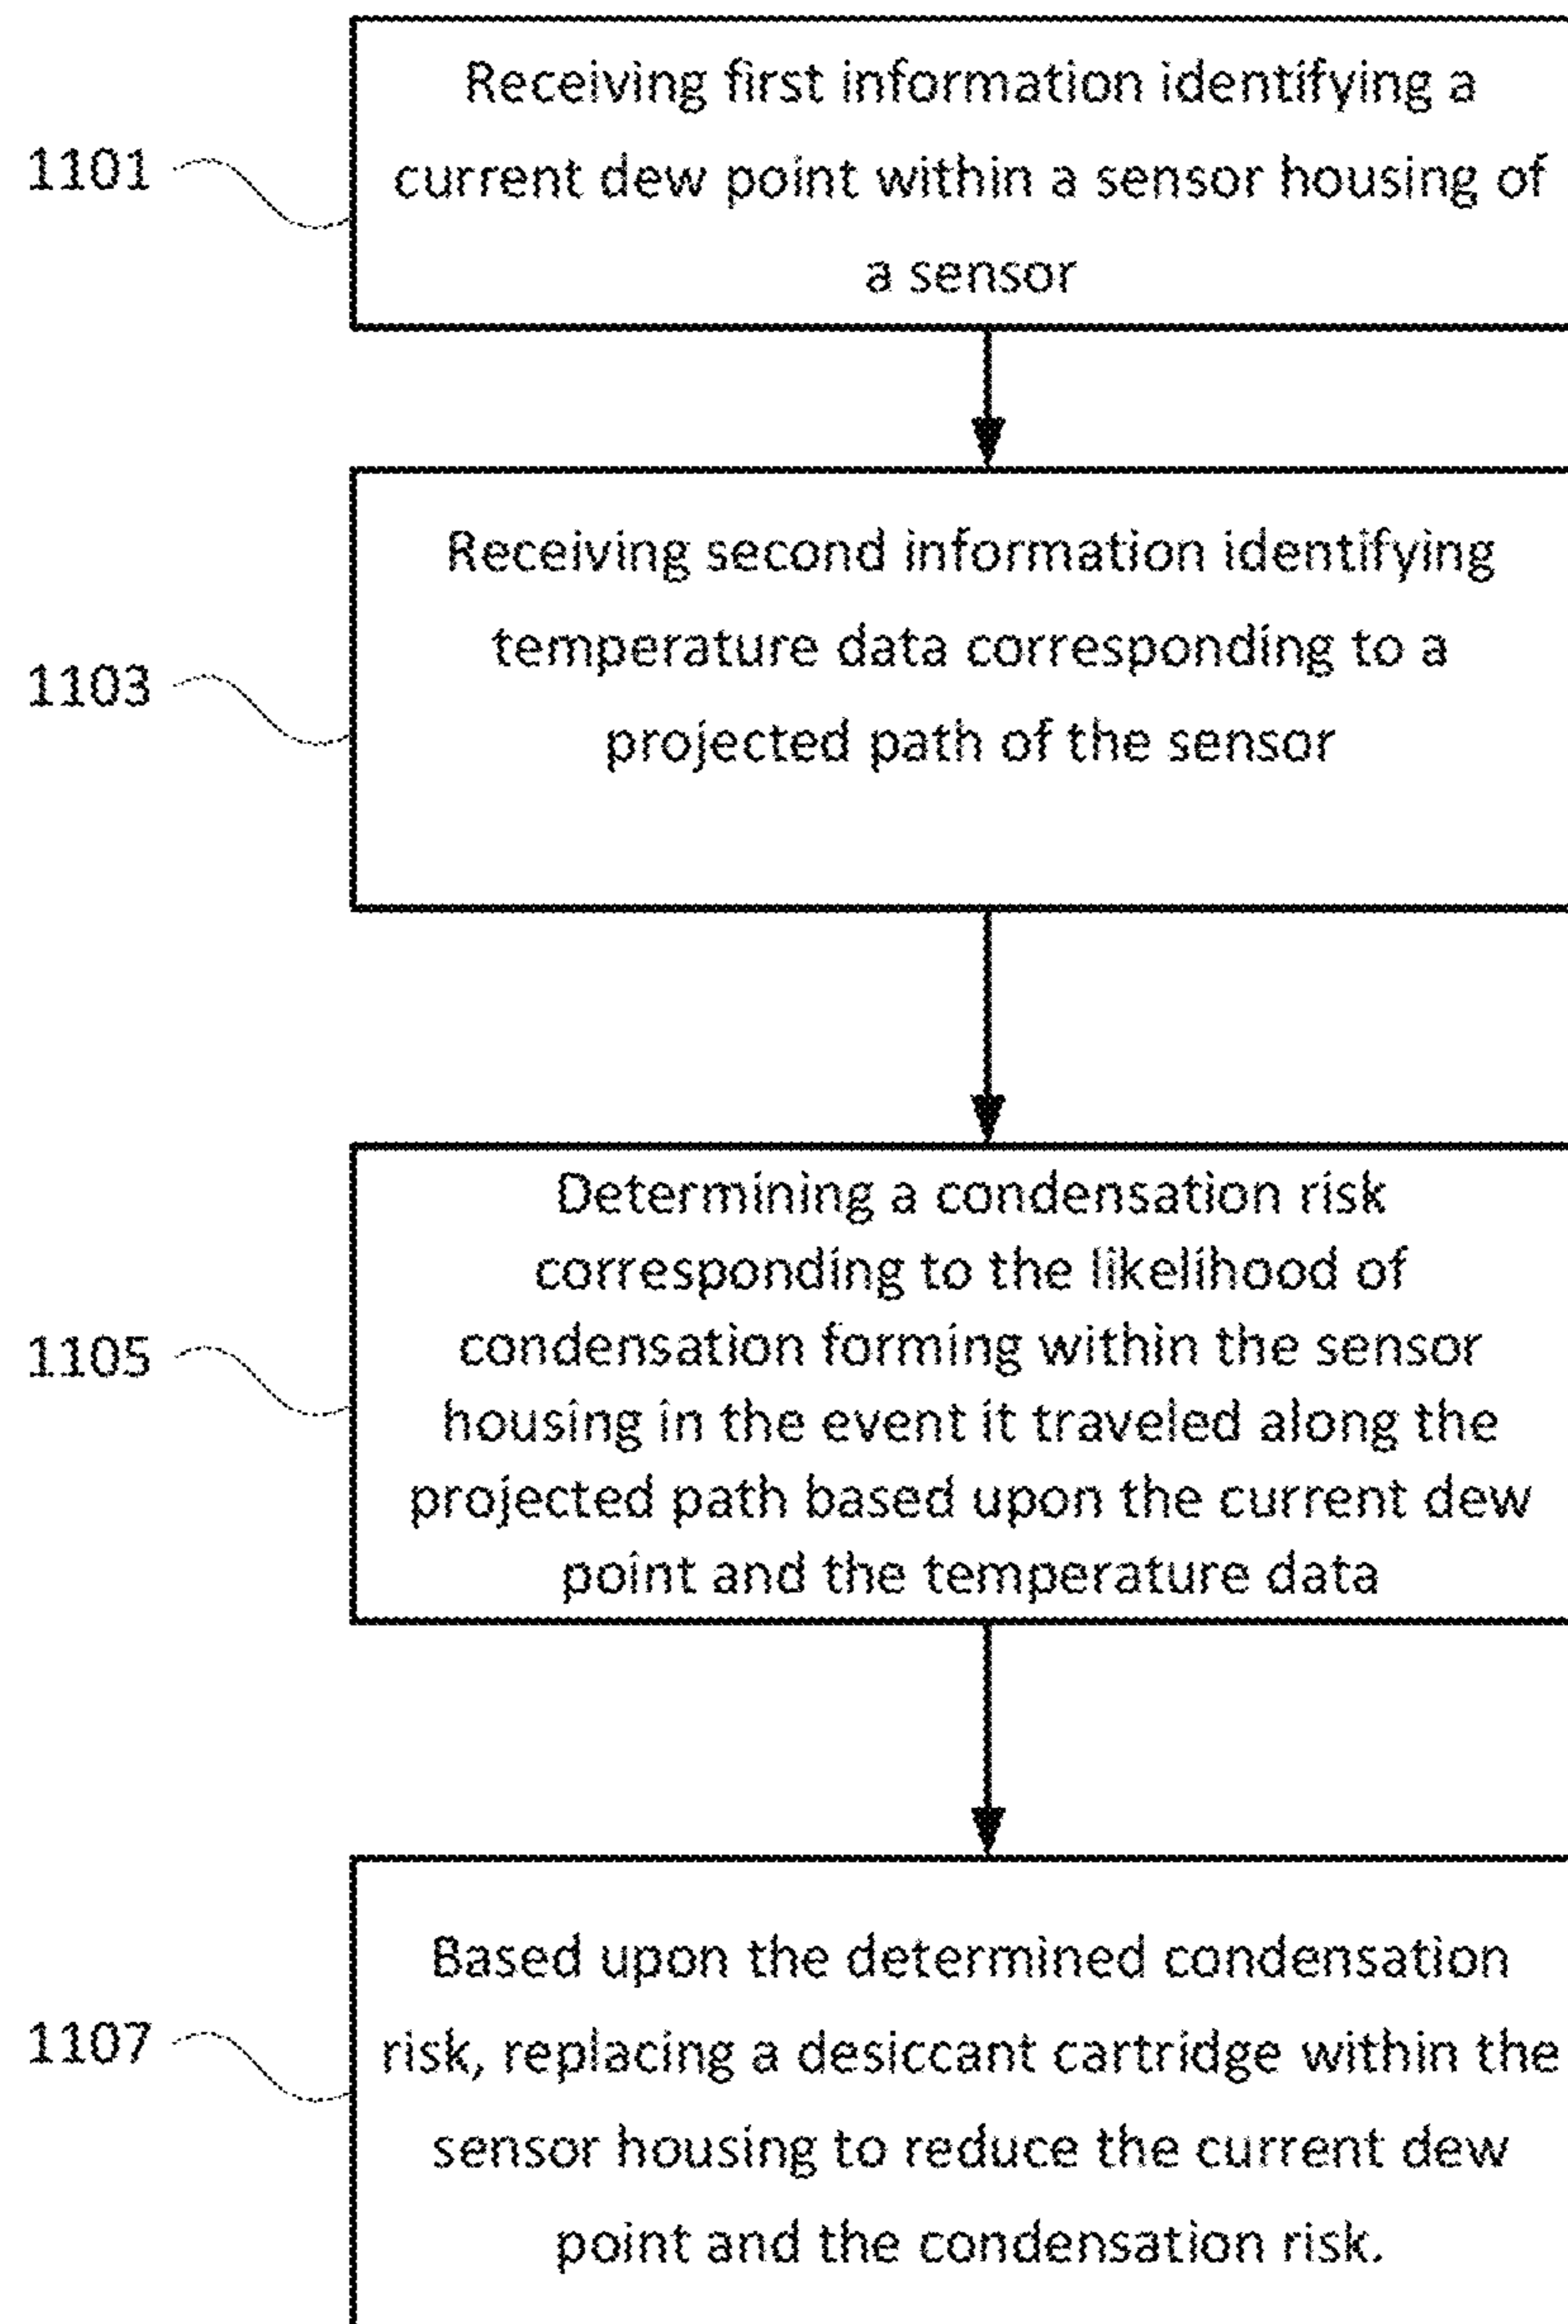 Receiving first information identifying a
1101
current dew point within a sensor housing of
a sensor
Receiving second information identifying
temperature data corresponding to a
1103
projected path of the sensor
Determining a condensation risk
corresponding to the likelihood of
1105
condensation forming within the sensor
housing in the event it traveled along the
projected path based upon the current dew
point and the temperature data
Based upon the determined condensation
1107
risk, replacing a desiccant cartridge within the
sensor housing to reduce the current dew
point and the condensation risk.